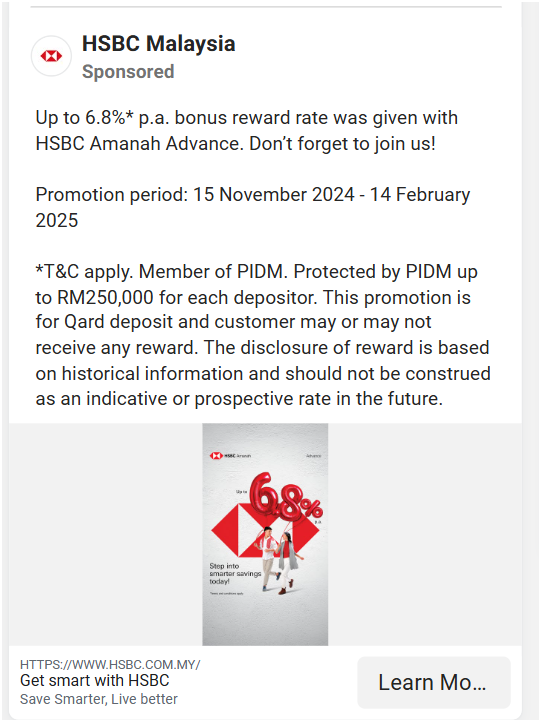 HSBC Malaysia
Sponsored
Up to 6.8%* p.a. bonus reward rate was given with
HSBC Amanah Advance. Don’t forget to join us!
Promotion period: 15 November 2024 - 14 February
2025
*T&C apply. Member of PIDM. Protected by PIDM up
to RM250,000 for each depositor. This promotion is
for Qard deposit and customer may or may not
receive any reward. The disclosure of reward is based
on historical information and should not be construed
as an indicative or prospective rate in the future.
HSBC Amanah
Advance
Up to
6.8%
p.a.
Step into
smarter savings
today!
*Terms and conditions apply.
HTTPS://WWW.HSBC.COM.MY/
Get smart with HSBC
Save Smarter, Live better
Learn Mo...